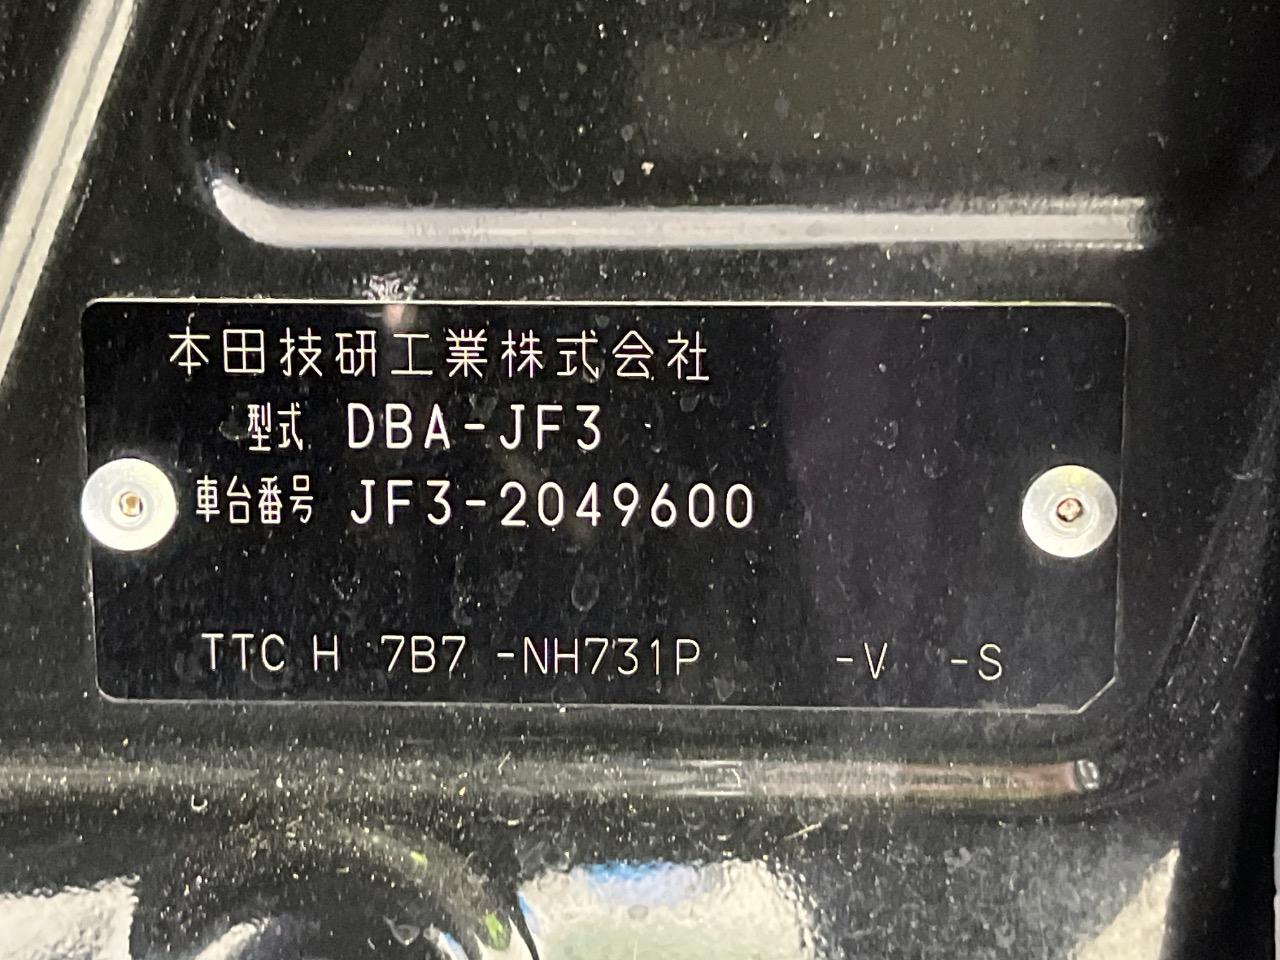 本田技研工業株式会社
型式 DBA-JF3
車台番号 JF3-2049600
TTC H 7B7 -NH731P -V -S